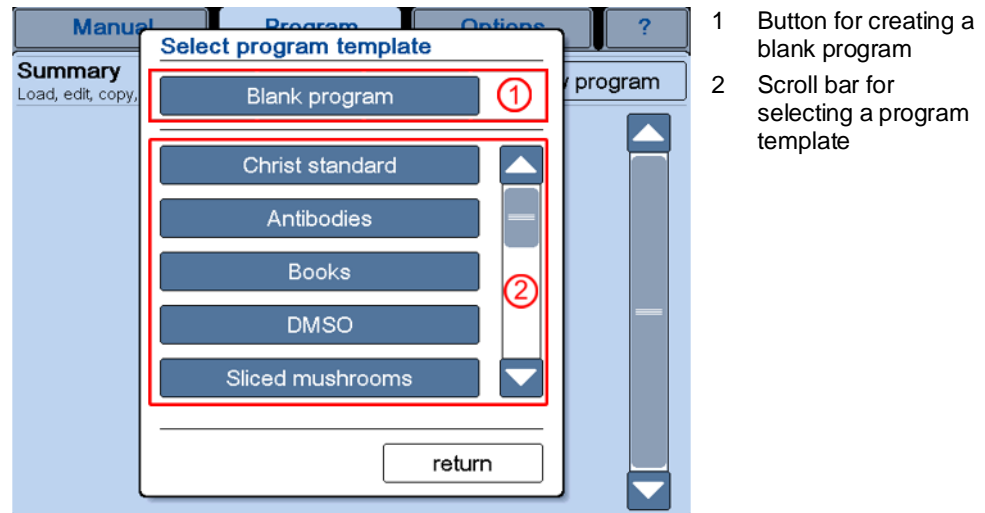 Manual Program Options ?
Select program template
Summary
Load, edit, copy,
program
Blank program 1
Christ standard
Antibodies
Books
2
DMSO
Sliced mushrooms
return
1 Button for creating a
blank program
2 Scroll bar for
selecting a program
template